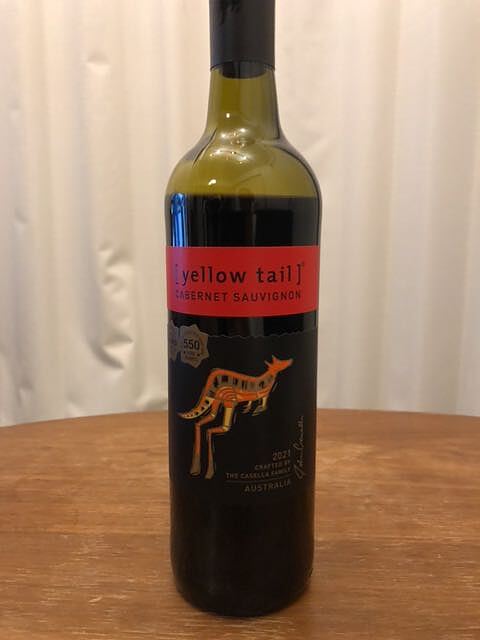 [yellow tail]®
CABERNET SAUVIGNON
550
2021
CRAFTED BY
THE CASELLA FAMILY
AUSTRALIA